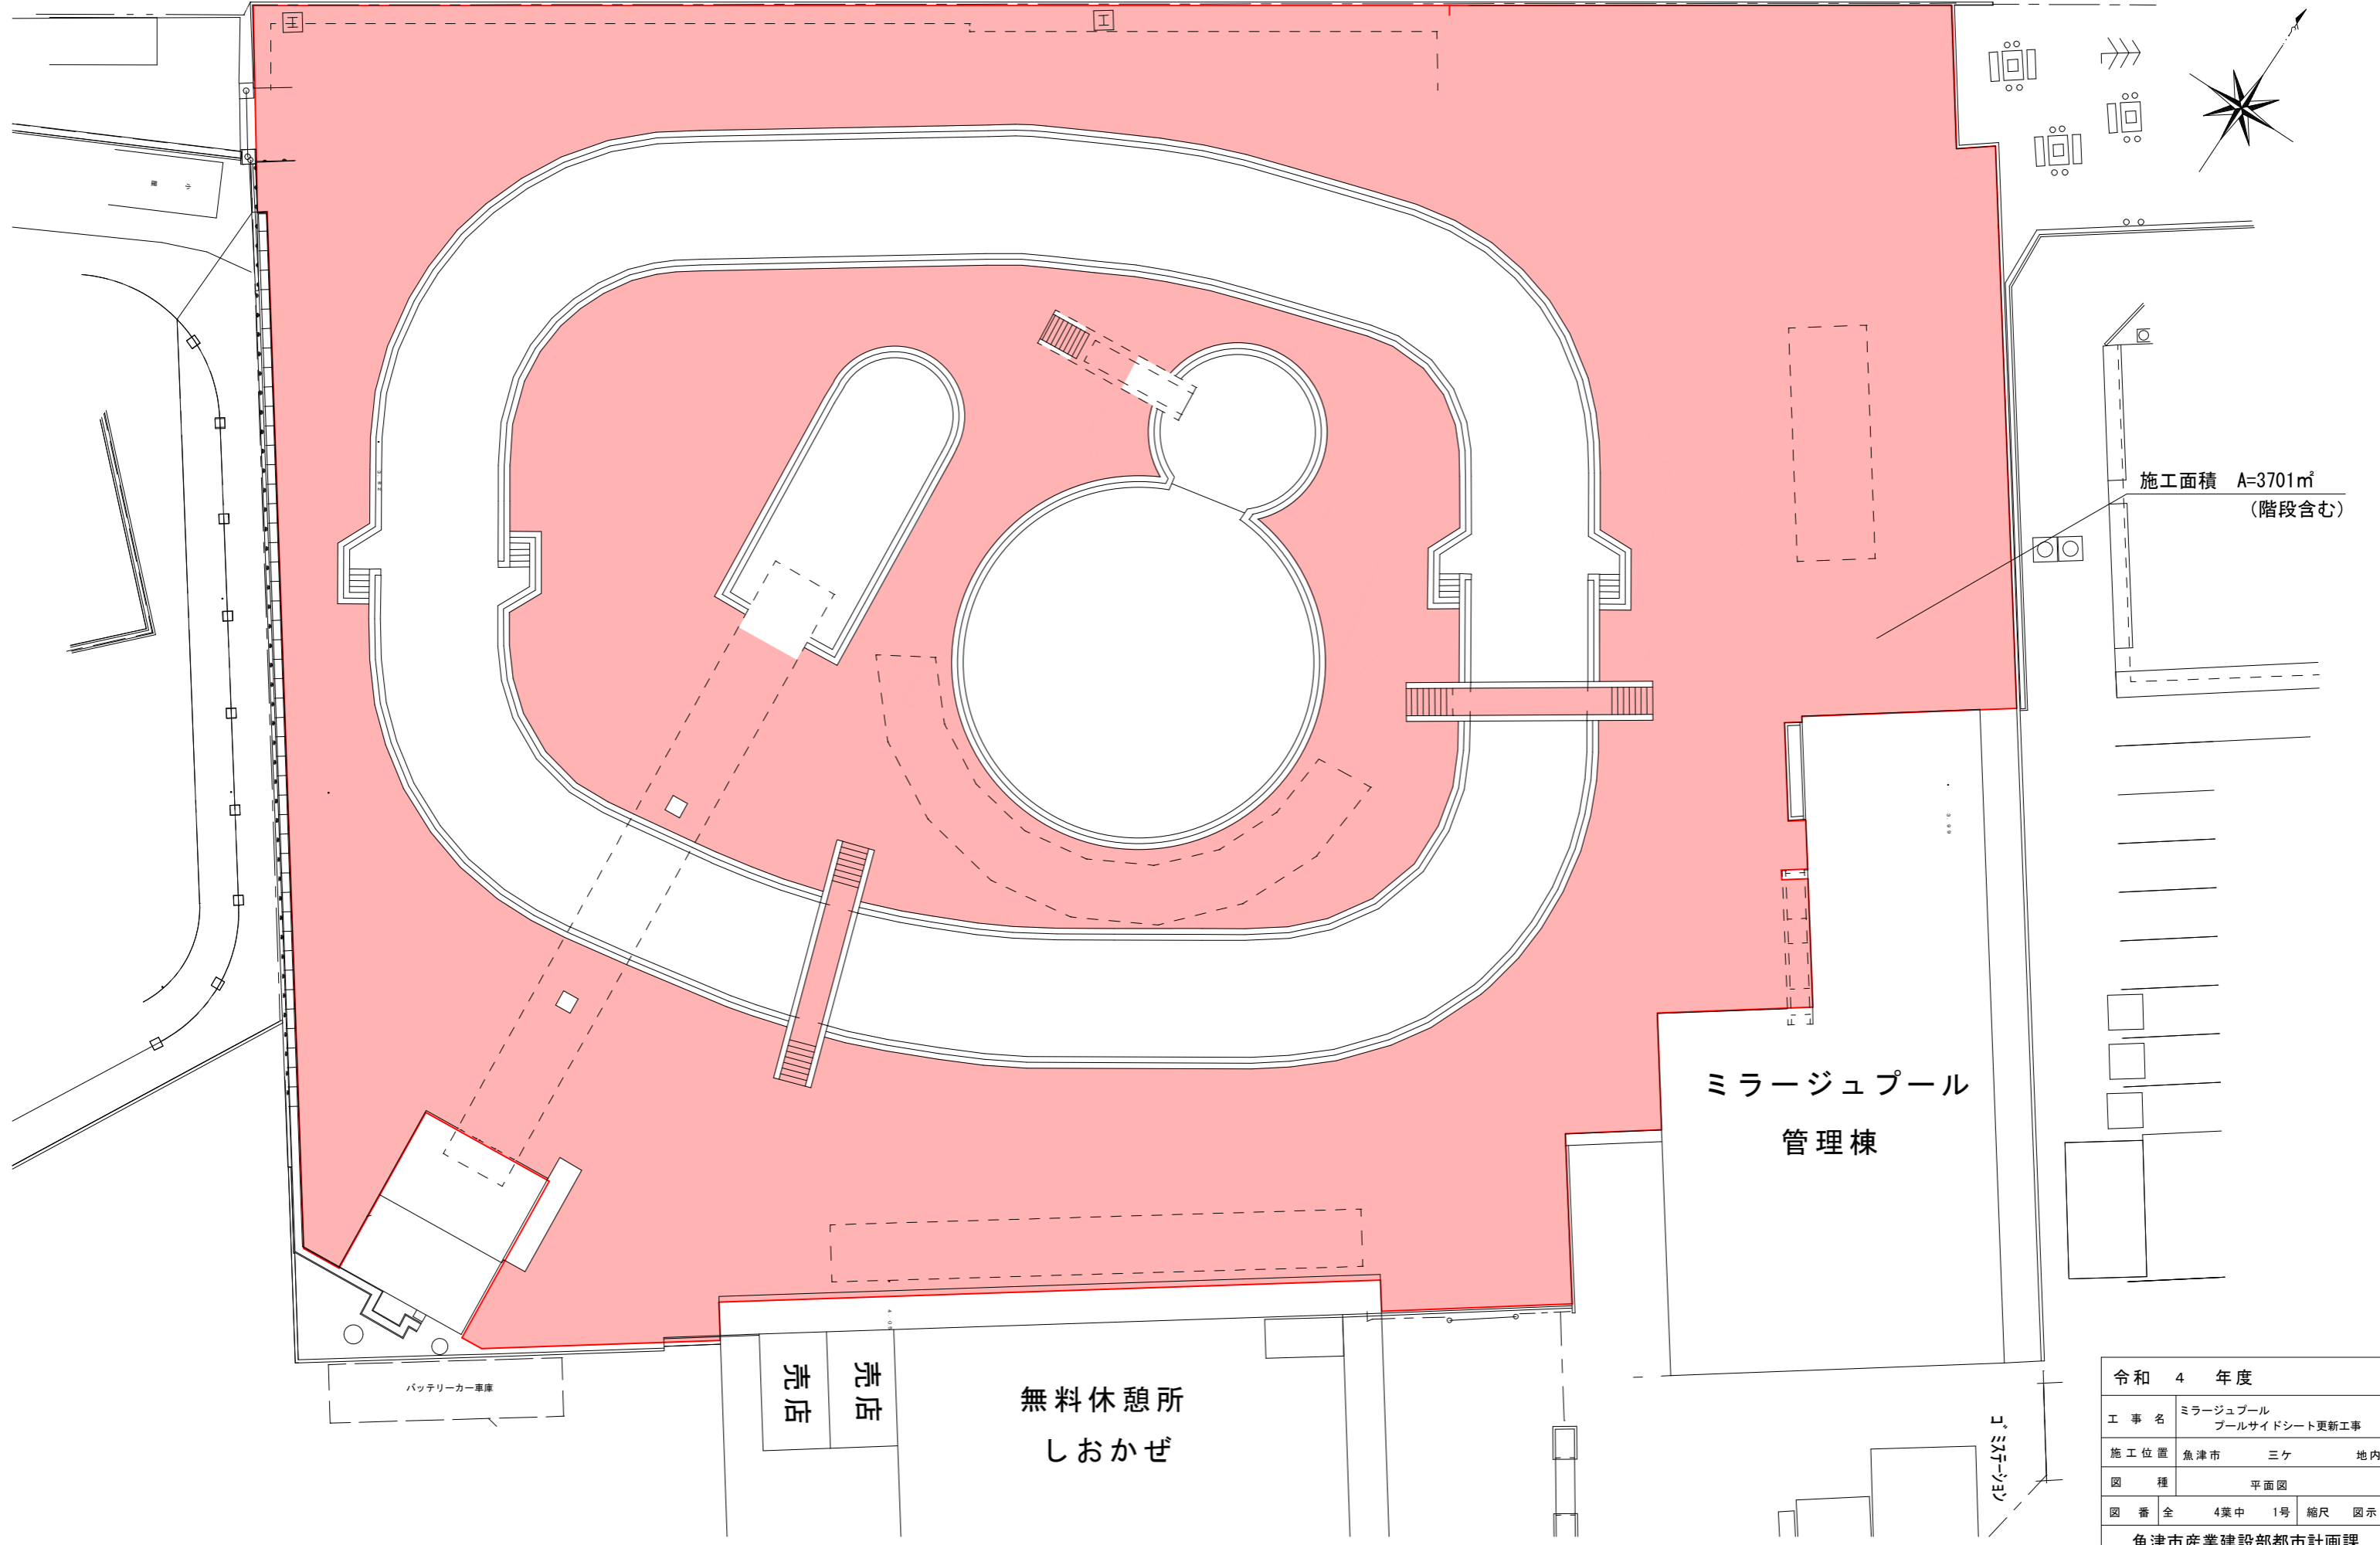 施工面積 A=3701㎡
(階段含む)
ミラージュプール
管理棟
売店
売店
無料休憩所
しおかぜ
バッテリーカー車庫
ゴミステーション
令和 4 年度
工事名 ミラージュプール
プールサイドシート更新工事
施工位置 魚津市 三ケ 地内
図種 平面図
図番 全 4葉中 1号 縮尺 図示
魚津市産業建設部都市計画課